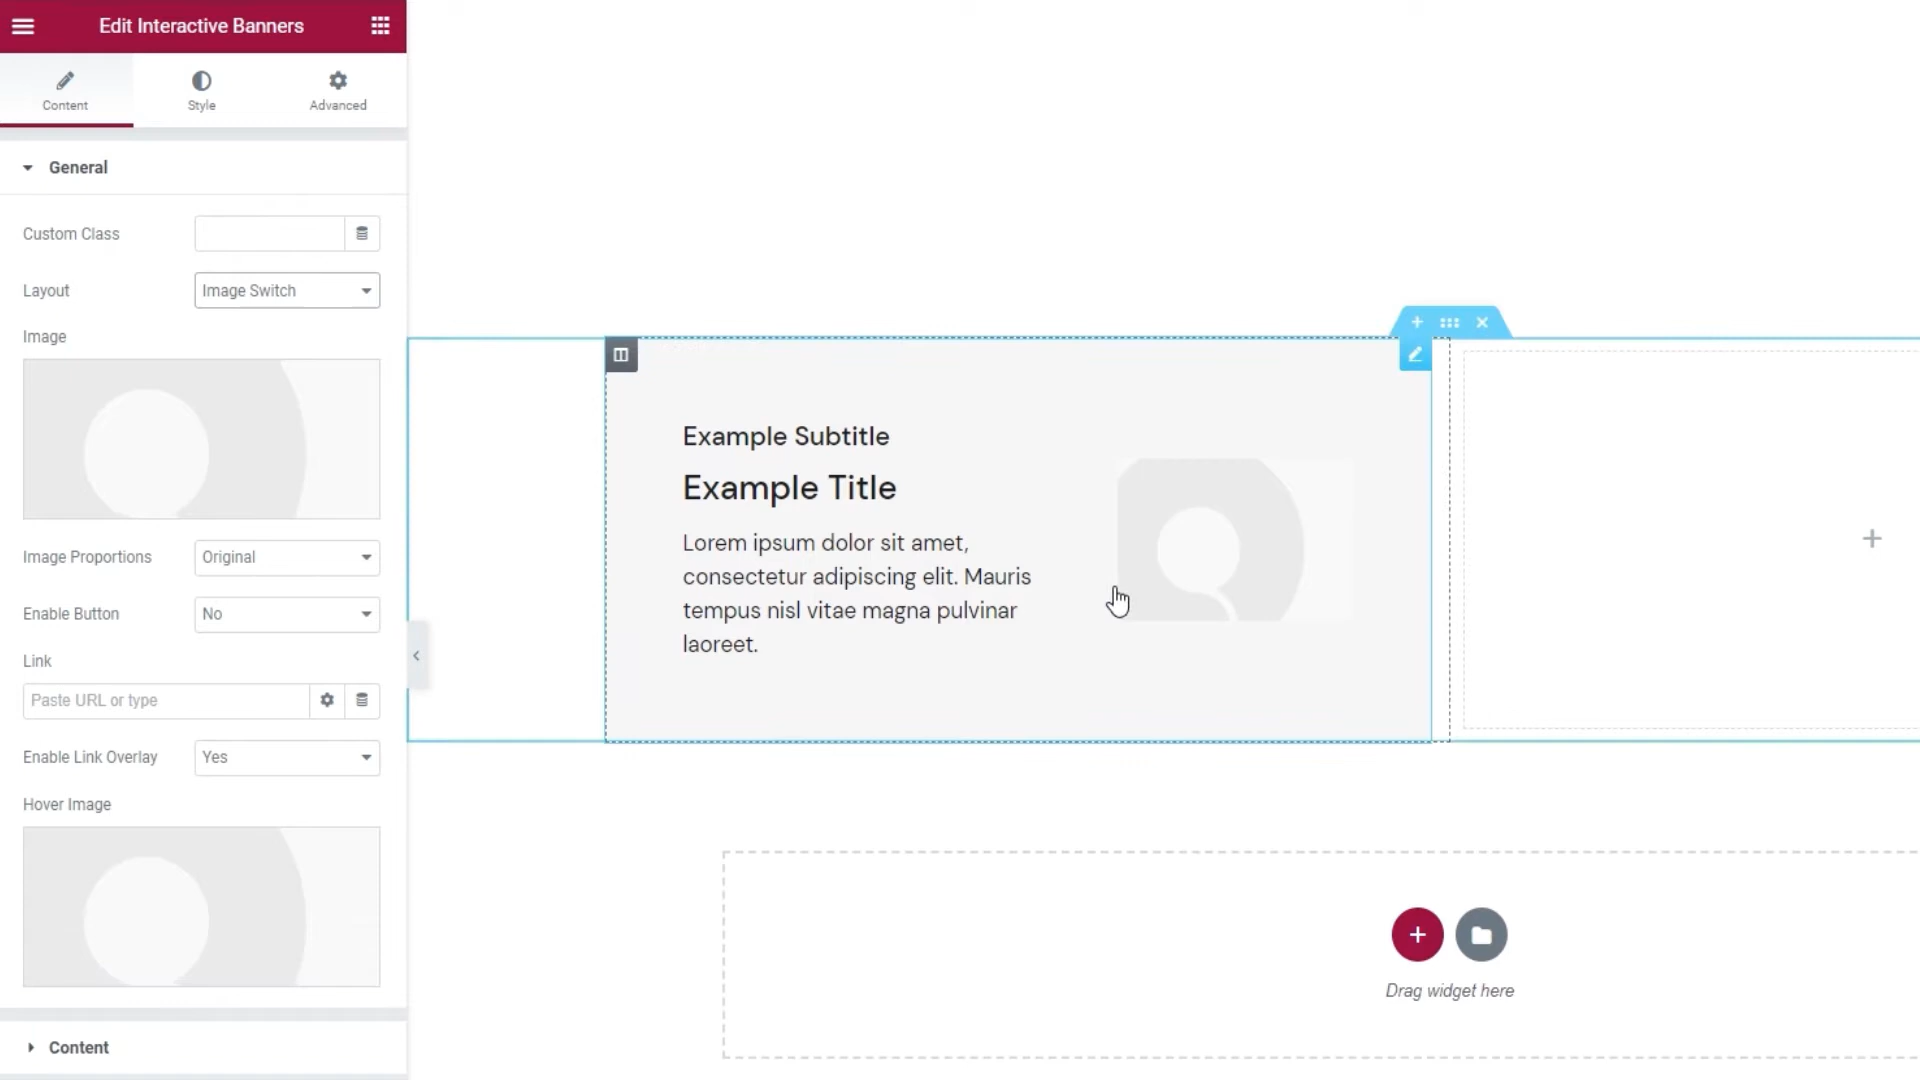 Edit Interactive Banners
Content
Style
Advanced
General
Custom Class
Layout
Image Switch
Image
Image Proportions
Original
Enable Button
No
Link
Paste URL or type
Enable Link Overlay
Yes
Hover Image
Content
Example Subtitle
Example Title
Lorem ipsum dolor sit amet,
consectetur adipiscing elit. Mauris
tempus nisl vitae magna pulvinar
laoreet.
Drag widget here